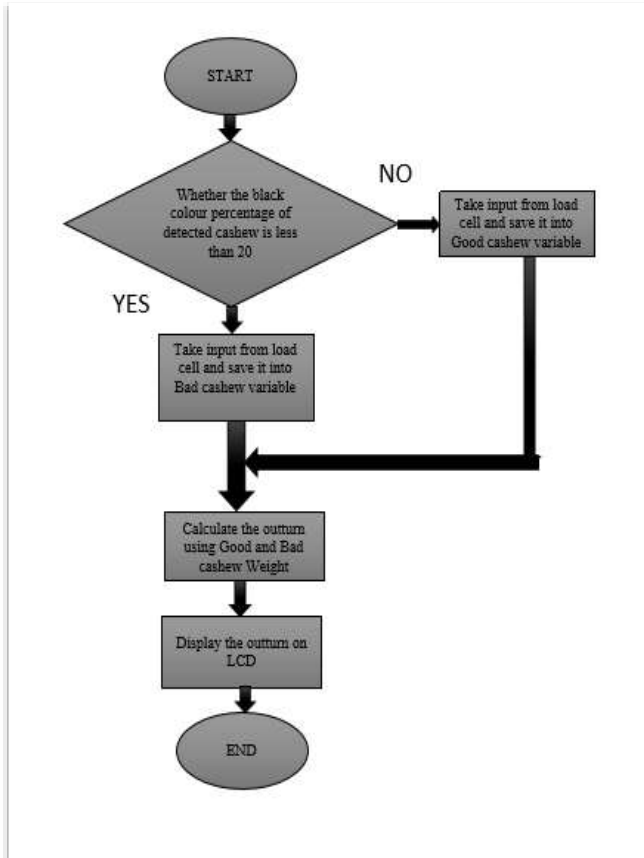 START
Whether the black
colour percentage of
detected cashew is less
than 20
NO
Take input from load
cell and save it into
Good cashew variable
YES
Take input from load
cell and save it into
Bad cashew variable
Calculate the outturn
using Good and Bad
cashew Weight
Display the outturn on
LCD
END